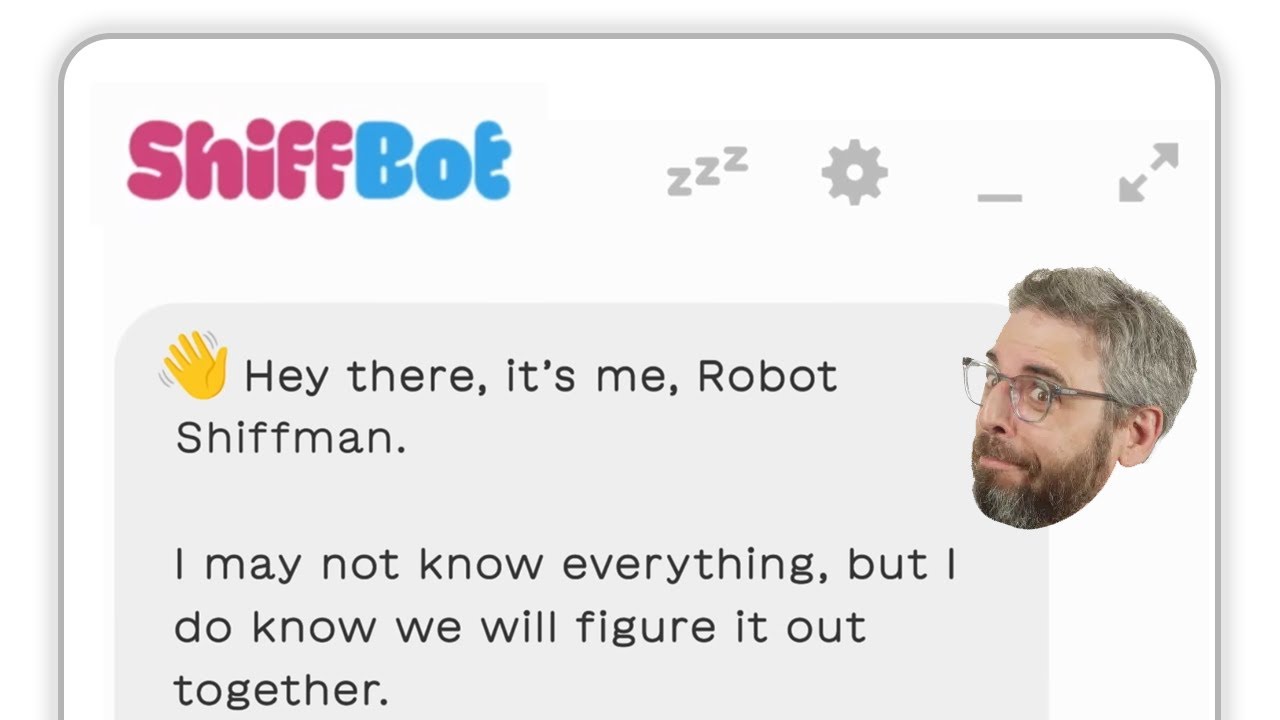 ShiffBot
zzz
👋 Hey there, it's me, Robot
Shiffman.
I may not know everything, but I
do know we will figure it out
together.